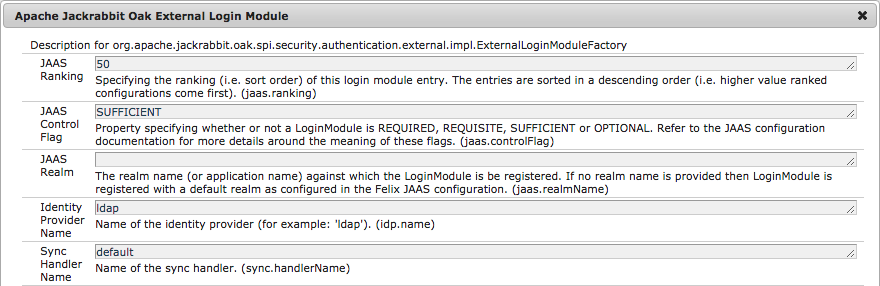 Apache Jackrabbit Oak External Login Module
Description for org.apache.jackrabbit.oak.spi.security.authentication.external.impl.ExternalLoginModuleFactory
JAAS Ranking
50
Specifying the ranking (i.e. sort order) of this login module entry. The entries are sorted in a descending order (i.e. higher value ranked
configurations come first). (jaas.ranking)
JAAS Control Flag
SUFFICIENT
Property specifying whether or not a LoginModule is REQUIRED, REQUISITE, SUFFICIENT or OPTIONAL. Refer to the JAAS configuration
documentation for more details around the meaning of these flags. (jaas.controlFlag)
JAAS Realm
The realm name (or application name) against which the LoginModule is be registered. If no realm name is provided then LoginModule is
registered with a default realm as configured in the Felix JAAS configuration. (jaas.realmName)
Identity Provider Name
ldap
Name of the identity provider (for example: 'ldap'). (idp.name)
Sync Handler Name
default
Name of the sync handler. (sync.handlerName)